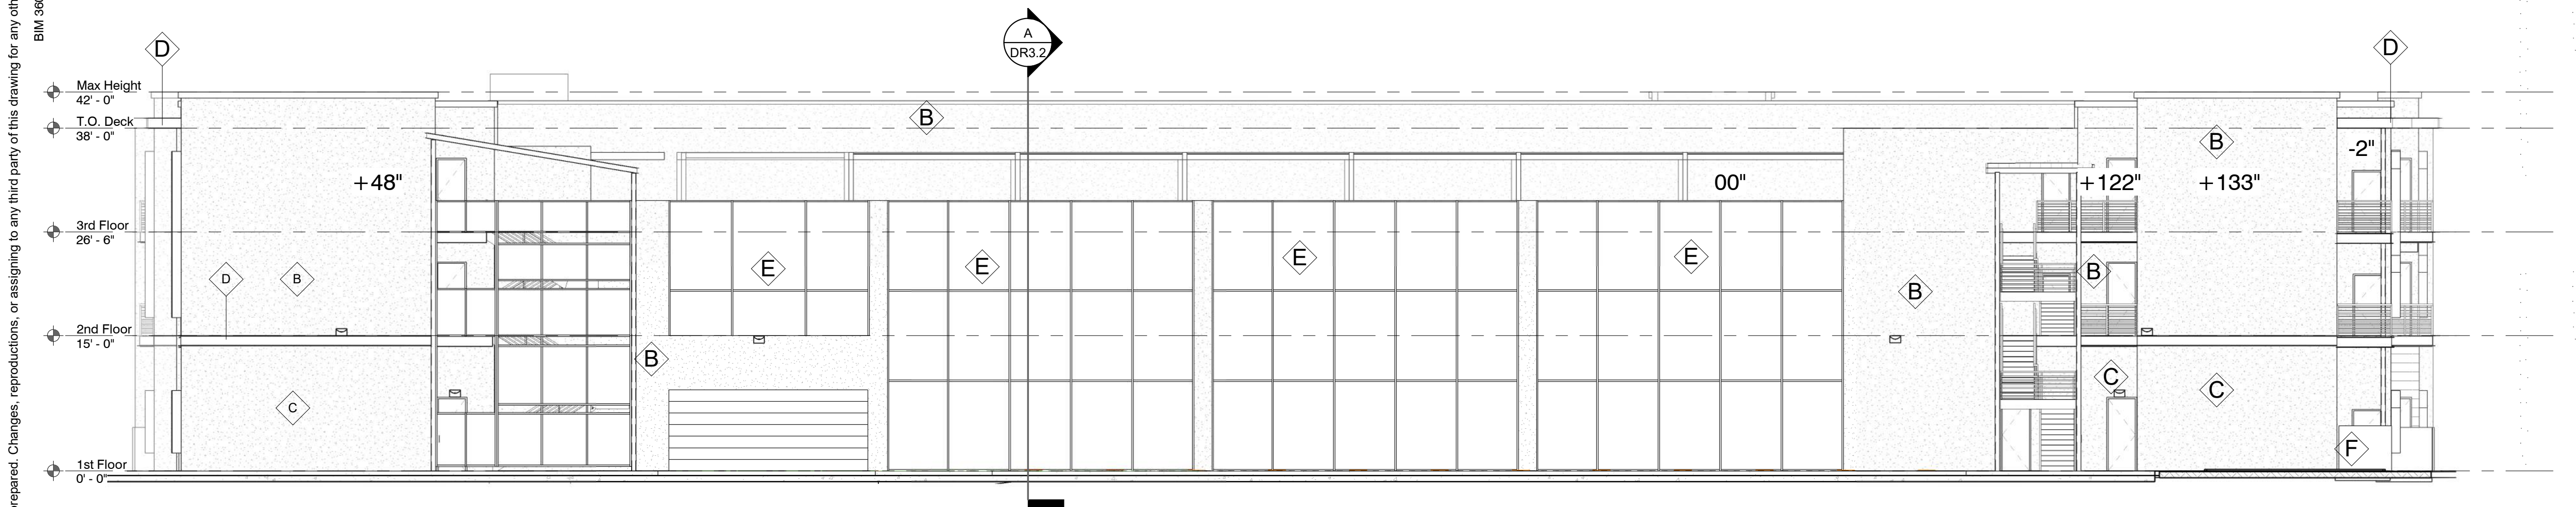 repared. Changes, reproductions, or assigning to any third party of this drawing for any oth
BIM 360
D
A
DR3.2
D
Max Height
42' - 0"
B
T.O. Deck
38' - 0"
B
-2"
+48"
00"
+122"
+133"
3rd Floor
26' - 6"
D
B
E
E
E
E
B
B
2nd Floor
15' - 0"
B
C
C
C
F
1st Floor
0' - 0"